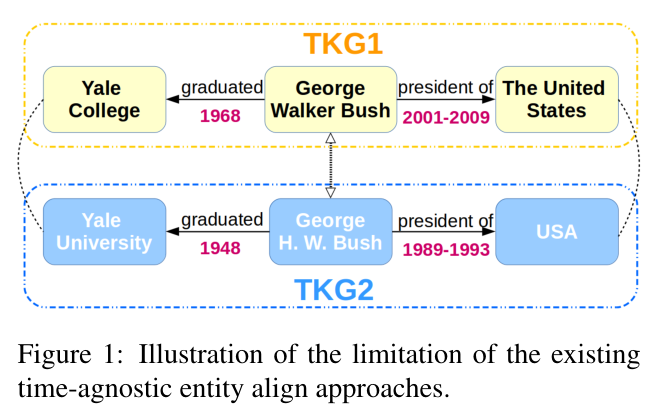 TKG1
Yale College
graduated
1968
George Walker Bush
president of
2001-2009
The United States
Yale University
graduated
1948
George H. W. Bush
president of
1989-1993
USA
TKG2
Figure 1: Illustration of the limitation of the existing
time-agnostic entity align approaches.